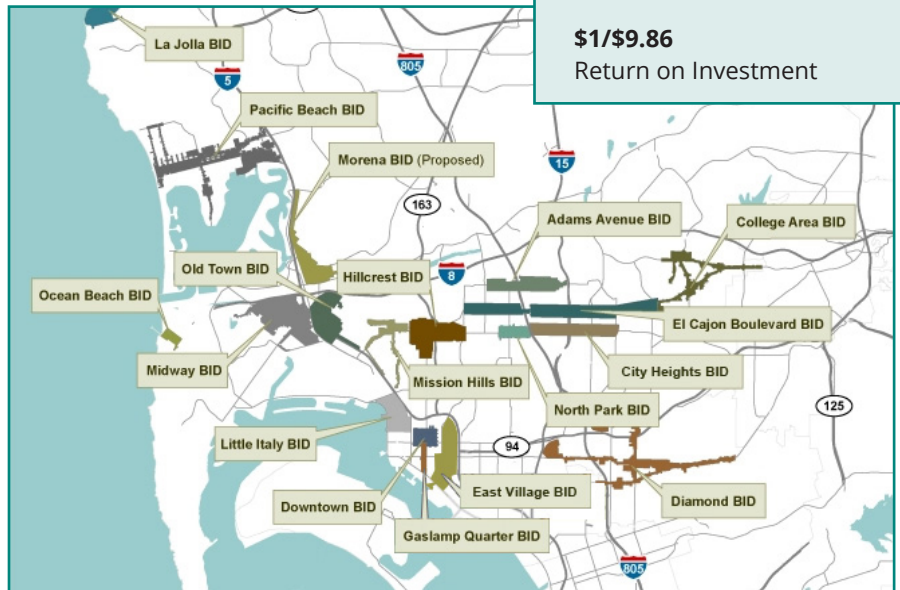 $1/$9.86
Return on Investment
La Jolla BID
805
5
Pacific Beach BID
Morena BID (Proposed)
15
163
Adams Avenue BID
College Area BID
Old Town BID
Hillcrest BID
8
Ocean Beach BID
El Cajon Boulevard BID
Midway BID
Mission Hills BID
City Heights BID
North Park BID
125
Little Italy BID
94
East Village BID
Diamond BID
Downtown BID
Gaslamp Quarter BID
805